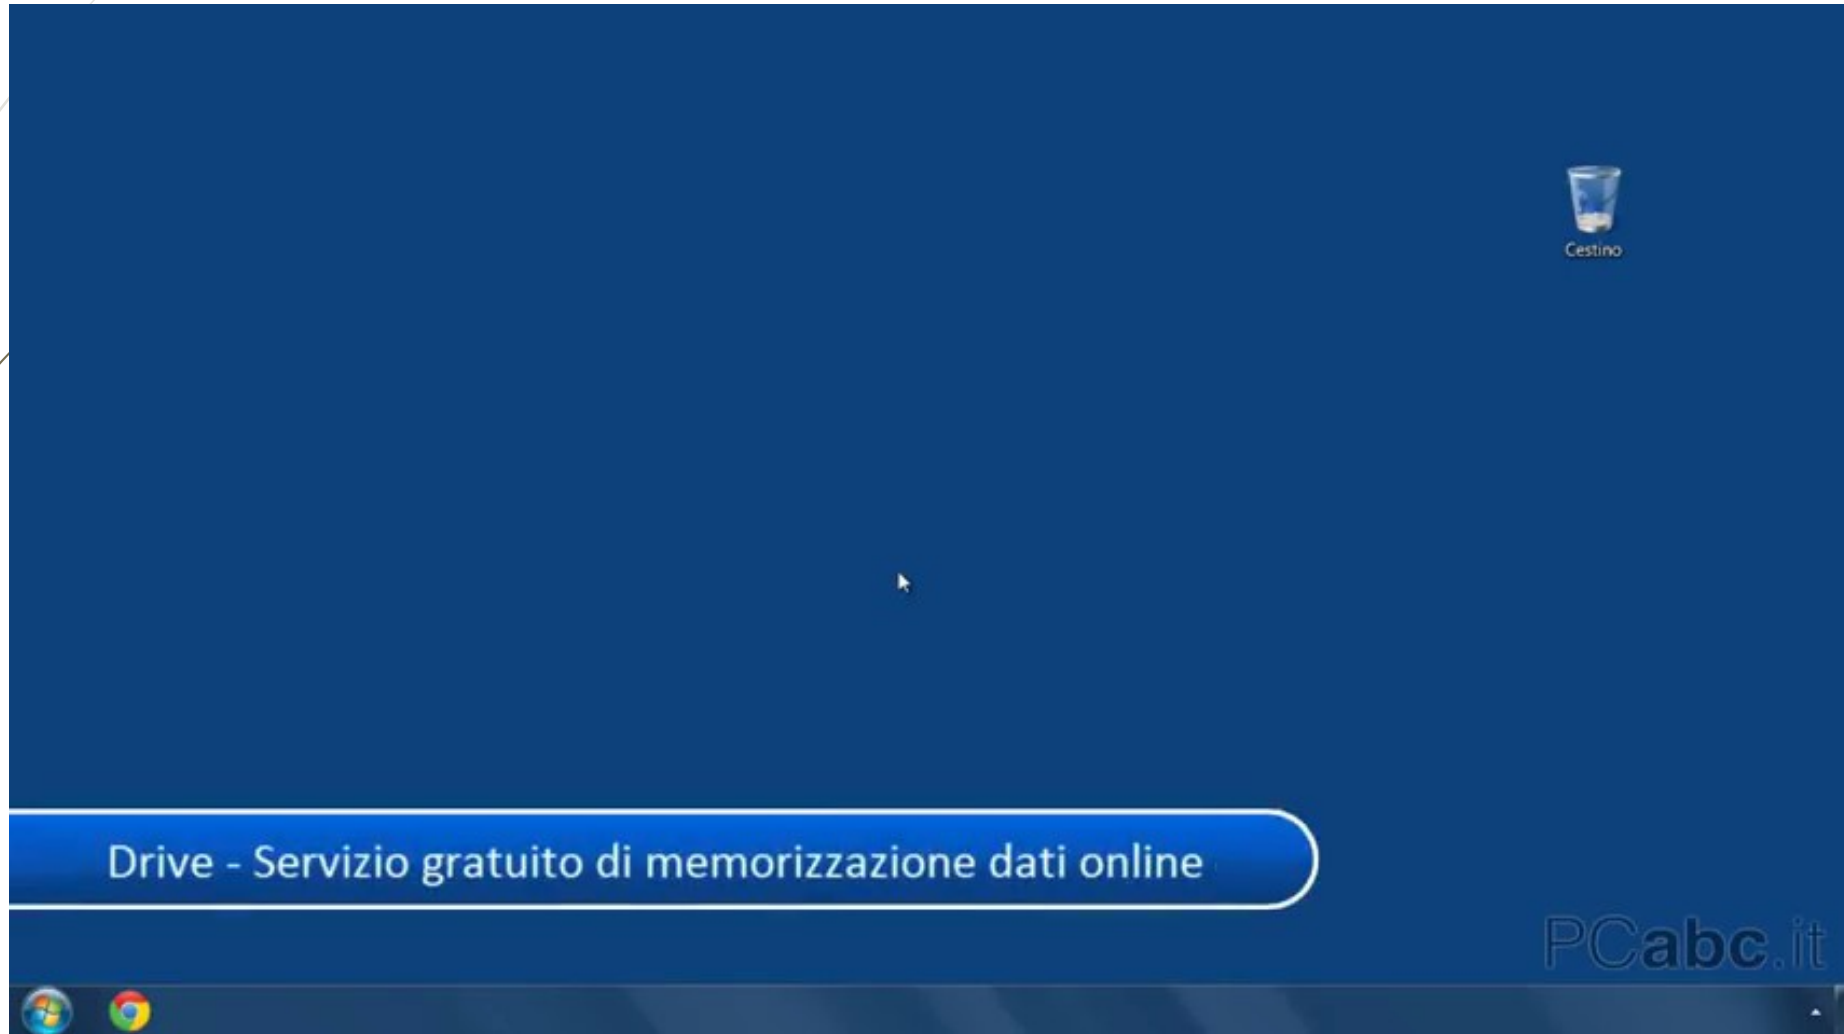 Cestino
Drive - Servizio gratuito di memorizzazione dati online
PCabc.it